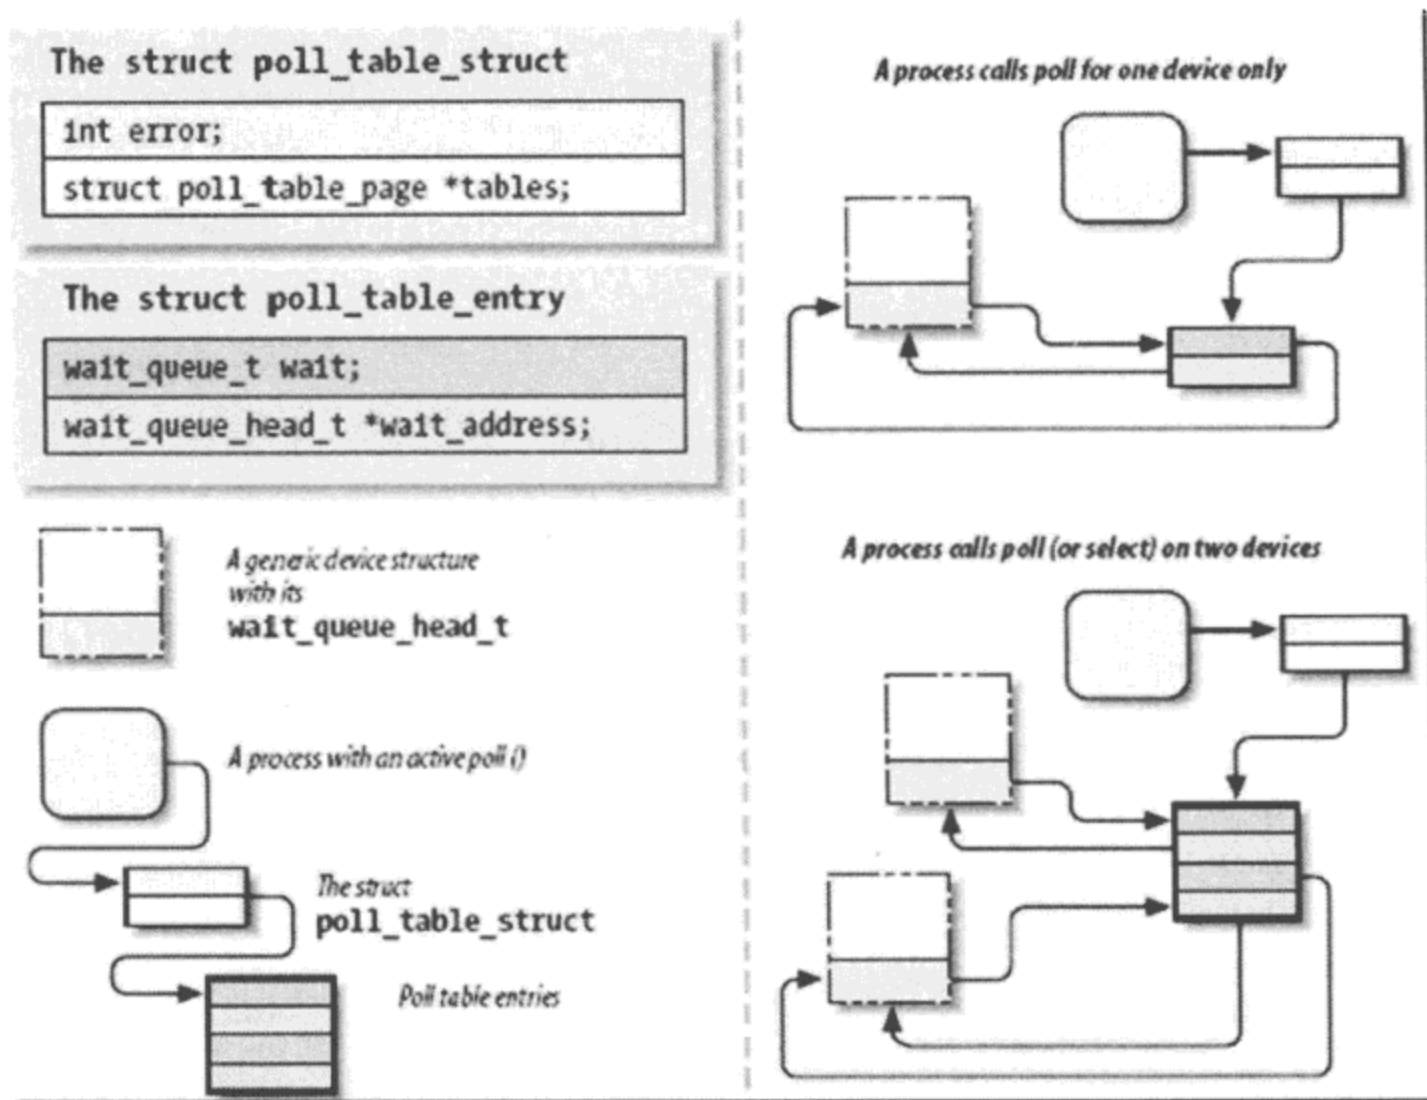 The struct poll_table_struct
int error;
struct poll_table_page *tables;
The struct poll_table_entry
wait_queue_t wait;
wait_queue_head_t *wait_address;
A generic device structure
with its
wait_queue_head_t
A process with an active poll ()
The struct
poll_table_struct
Poll table entries
A process calls poll for one device only
A process calls poll (or select) on two devices